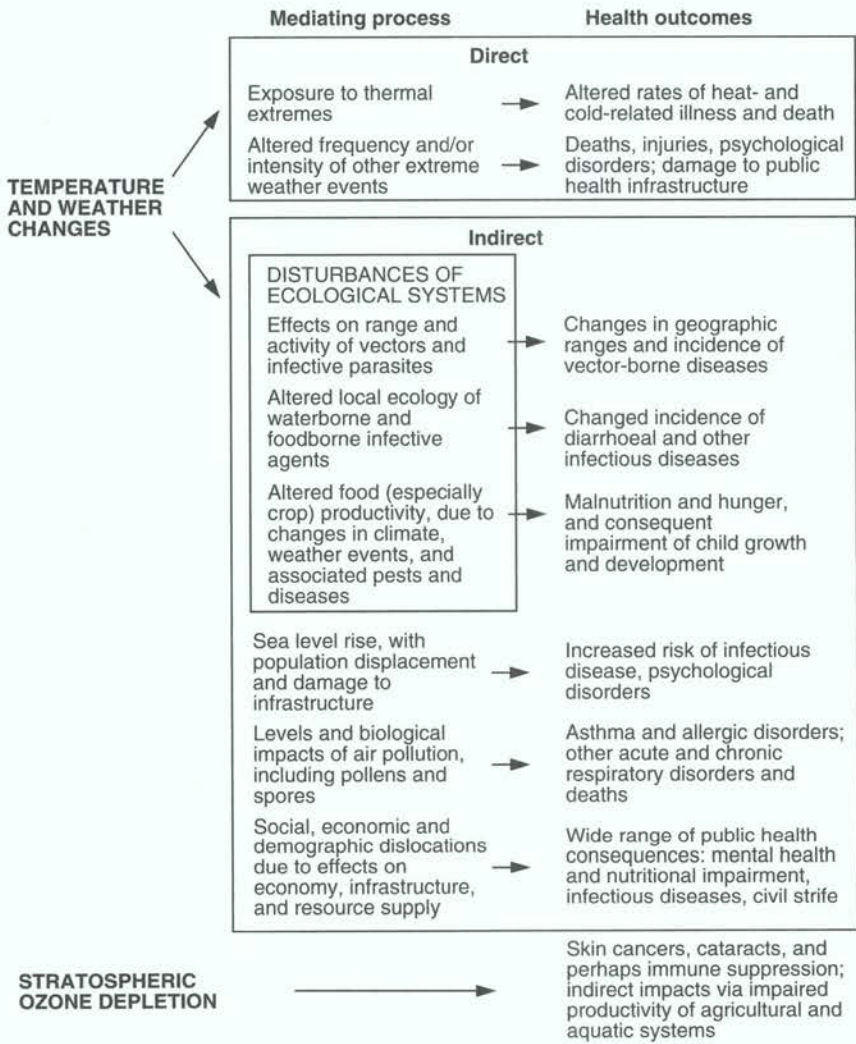 Mediating process
Health outcomes
Direct
Exposure to thermal
extremes
Altered rates of heat- and
cold-related illness and death
Altered frequency and/or
intensity of other extreme
weather events
Deaths, injuries, psychological
disorders; damage to public
health infrastructure
TEMPERATURE
AND WEATHER
CHANGES
Indirect
DISTURBANCES OF
ECOLOGICAL SYSTEMS
Effects on range and
activity of vectors and
infective parasites
Changes in geographic
ranges and incidence of
vector-borne diseases
Altered local ecology of
waterborne and
foodborne infective
agents
Changed incidence of
diarrhoeal and other
infectious diseases
Altered food (especially
crop) productivity, due to
changes in climate,
weather events, and
associated pests and
diseases
Malnutrition and hunger,
and consequent
impairment of child growth
and development
Sea level rise, with
population displacement
and damage to
infrastructure
Increased risk of infectious
disease, psychological
disorders
Levels and biological
impacts of air pollution,
including pollens and
spores
Asthma and allergic disorders;
other acute and chronic
respiratory disorders and
deaths
Social, economic and
demographic dislocations
due to effects on
economy, infrastructure,
and resource supply
Wide range of public health
consequences: mental health
and nutritional impairment,
infectious diseases, civil strife
STRATOSPHERIC
OZONE DEPLETION
Skin cancers, cataracts, and
perhaps immune suppression;
indirect impacts via impaired
productivity of agricultural and
aquatic systems